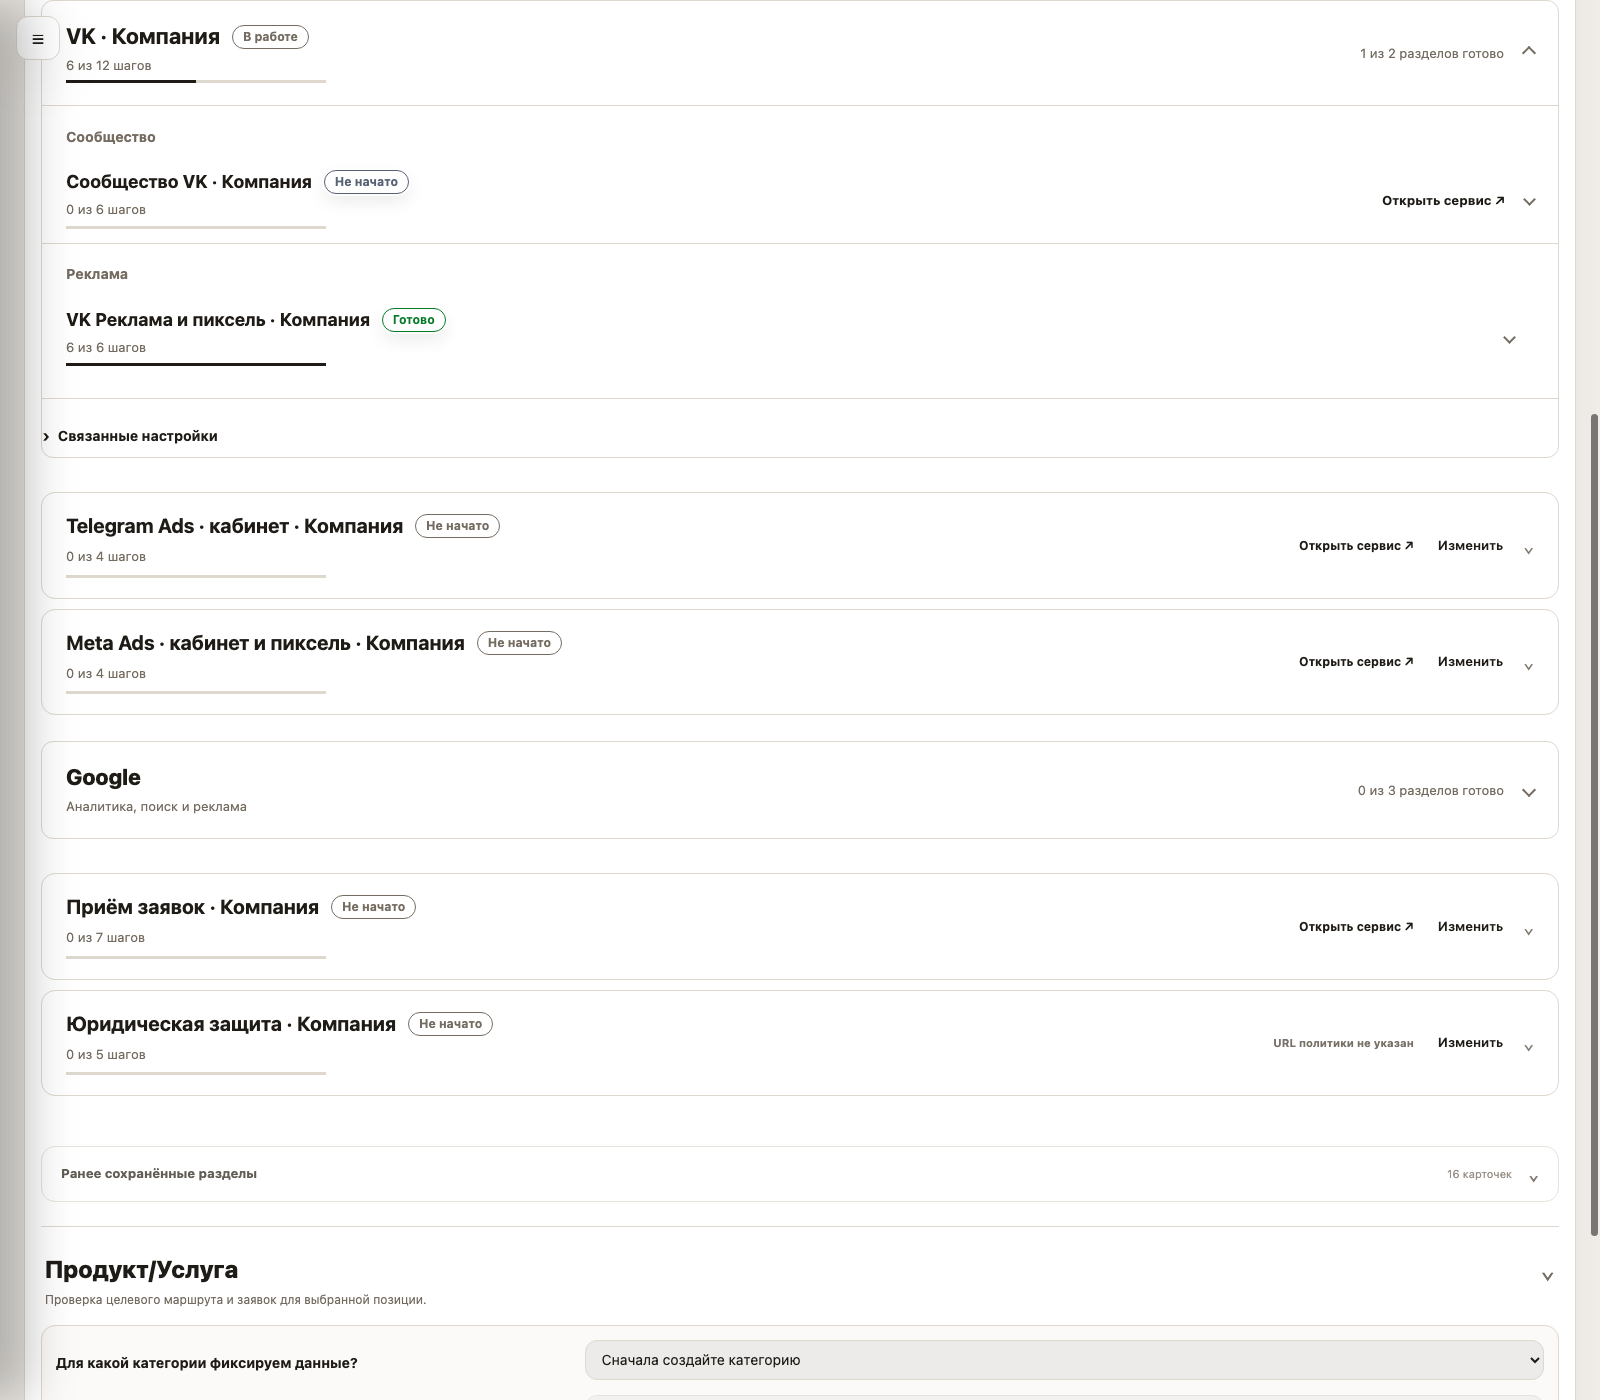 VK · Компания
В работе
6 из 12 шагов
1 из 2 разделов готово
Сообщество
Сообщество VK · Компания
Не начато
0 из 6 шагов
Открыть сервис ↗
Реклама
VK Реклама и пиксель · Компания
Готово
6 из 6 шагов
Связанные настройки
Telegram Ads · кабинет · Компания
Не начато
0 из 4 шагов
Открыть сервис ↗
Изменить
Meta Ads · кабинет и пиксель · Компания
Не начато
0 из 4 шагов
Открыть сервис ↗
Изменить
Google
Аналитика, поиск и реклама
0 из 3 разделов готово
Приём заявок · Компания
Не начато
0 из 7 шагов
Открыть сервис ↗
Изменить
Юридическая защита · Компания
Не начато
0 из 5 шагов
URL политики не указан
Изменить
Ранее сохранённые разделы
16 карточек
Продукт/Услуга
Проверка целевого маршрута и заявок для выбранной позиции.
Для какой категории фиксируем данные?
Сначала создайте категорию